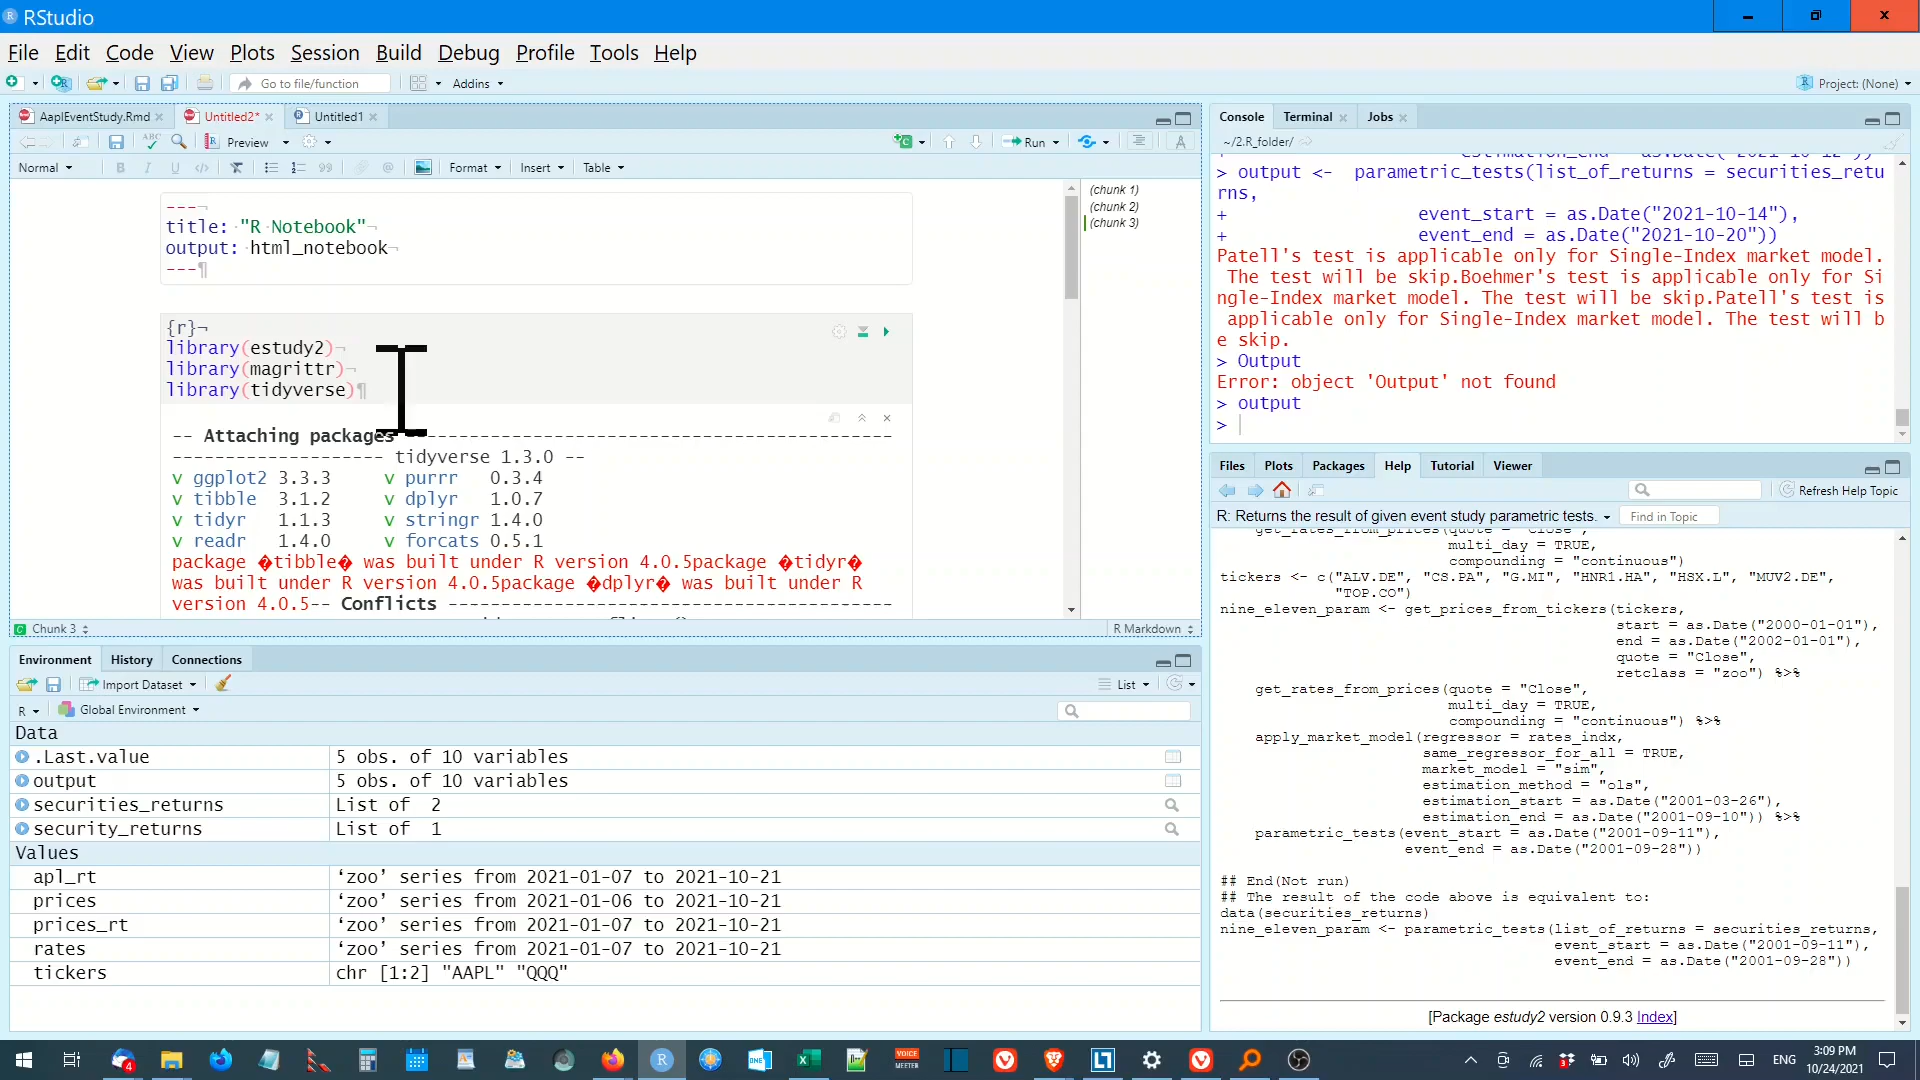 RStudio
File Edit Code View Plots Session Build Debug Profile Tools Help
Go to file/function Addins Project: (None)
AaplEventStudy.Rmd Untitled2* Untitled1
ABC Preview Run
Normal B I U Format Insert Table
---
title: "R Notebook"
output: html_notebook
---
{r}
library(estudy2)
library(magrittr)
library(tidyverse)
-- Attaching packages --------------------------------------------
------------------- tidyverse 1.3.0 --
v ggplot2 3.3.3 v purrr 0.3.4
v tibble 3.1.2 v dplyr 1.0.7
v tidyr 1.1.3 v stringr 1.4.0
v readr 1.4.0 v forcats 0.5.1
package �tibble� was built under R version 4.0.5package �tidyr�
was built under R version 4.0.5package �dplyr� was built under R
version 4.0.5-- Conflicts ------------------------------------------
(chunk 1)
(chunk 2)
(chunk 3)
Chunk 3 R Markdown
Environment History Connections
Import Dataset List
R Global Environment
Data
.Last.value 5 obs. of 10 variables
output 5 obs. of 10 variables
securities_returns List of 2
security_returns List of 1
Values
apl_rt ‘zoo’ series from 2021-01-07 to 2021-10-21
prices ‘zoo’ series from 2021-01-06 to 2021-10-21
prices_rt ‘zoo’ series from 2021-01-07 to 2021-10-21
rates ‘zoo’ series from 2021-01-07 to 2021-10-21
tickers chr [1:2] "AAPL" "QQQ"
Console Terminal Jobs
~/2.R_folder/
> output <-  parametric_tests(list_of_returns = securities_retu
rns,
+ event_start = as.Date("2021-10-14"),
+ event_end = as.Date("2021-10-20"))
Patell's test is applicable only for Single-Index market model.
The test will be skip.Boehmer's test is applicable only for Si
ngle-Index market model. The test will be skip.Patell's test is
applicable only for Single-Index market model. The test will b
e skip.
> Output
Error: object 'Output' not found
> output
>
Files Plots Packages Help Tutorial Viewer
Refresh Help Topic
R: Returns the result of given event study parametric tests. Find in Topic
get_rates_from_prices(quote = "Close",
multi_day = TRUE,
compounding = "continuous")
tickers <- c("ALV.DE", "CS.PA", "G.MI", "HNR1.HA", "HSX.L", "MUV2.DE",
"TOP.CO")
nine_eleven_param <- get_prices_from_tickers(tickers,
start = as.Date("2000-01-01"),
end = as.Date("2002-01-01"),
quote = "Close",
retclass = "zoo") %>%
get_rates_from_prices(quote = "Close",
multi_day = TRUE,
compounding = "continuous") %>%
apply_market_model(regressor = rates_indx,
same_regressor_for_all = TRUE,
market_model = "sim",
estimation_method = "ols",
estimation_start = as.Date("2001-03-26"),
estimation_end = as.Date("2001-09-10")) %>%
parametric_tests(event_start = as.Date("2001-09-11"),
event_end = as.Date("2001-09-28"))
## End(Not run)
## The result of the code above is equivalent to:
data(securities_returns)
nine_eleven_param <- parametric_tests(list_of_returns = securities_returns,
event_start = as.Date("2001-09-11"),
event_end = as.Date("2001-09-28"))
[Package estudy2 version 0.9.3 Index]
ENG 3:09 PM
10/24/2021